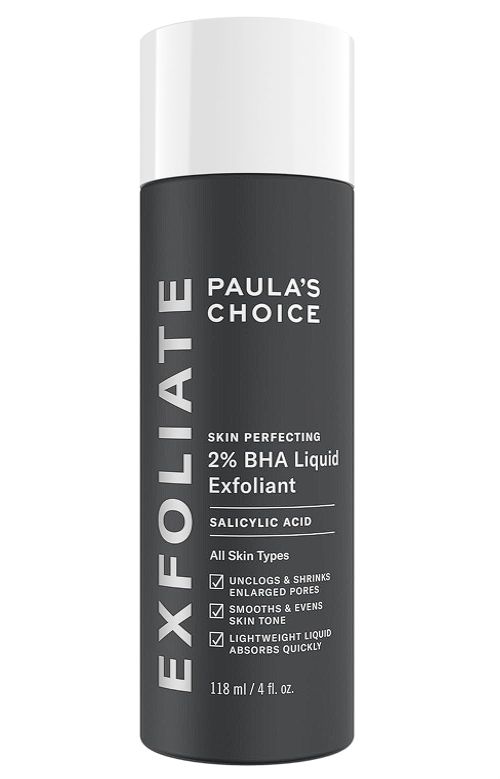 EXFOLIATE
PAULA'S
CHOICE
SKIN PERFECTING
2% BHA Liquid
Exfoliant
SALICYLIC ACID
All Skin Types
UNCLOGS & SHRINKS
ENLARGED PORES
SMOOTHS & EVENS
SKIN TONE
LIGHTWEIGHT LIQUID
ABSORBS QUICKLY
118 ml / 4 fl. oz.